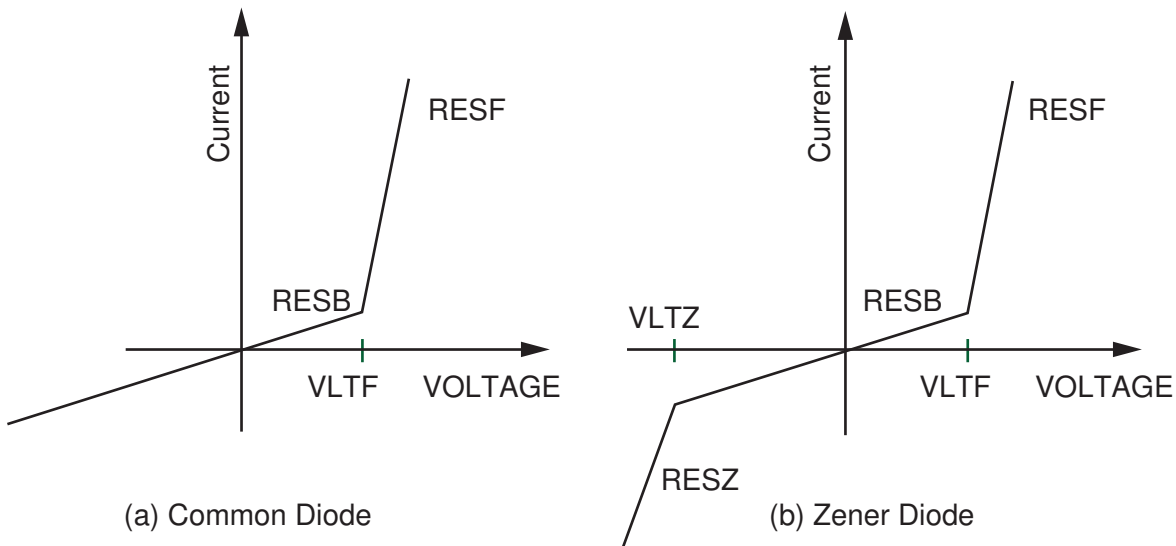 Current
RESF
RESB
VLTF
VOLTAGE
(a) Common Diode
Current
RESF
RESB
VLTZ
VLTF
VOLTAGE
RESZ
(b) Zener Diode